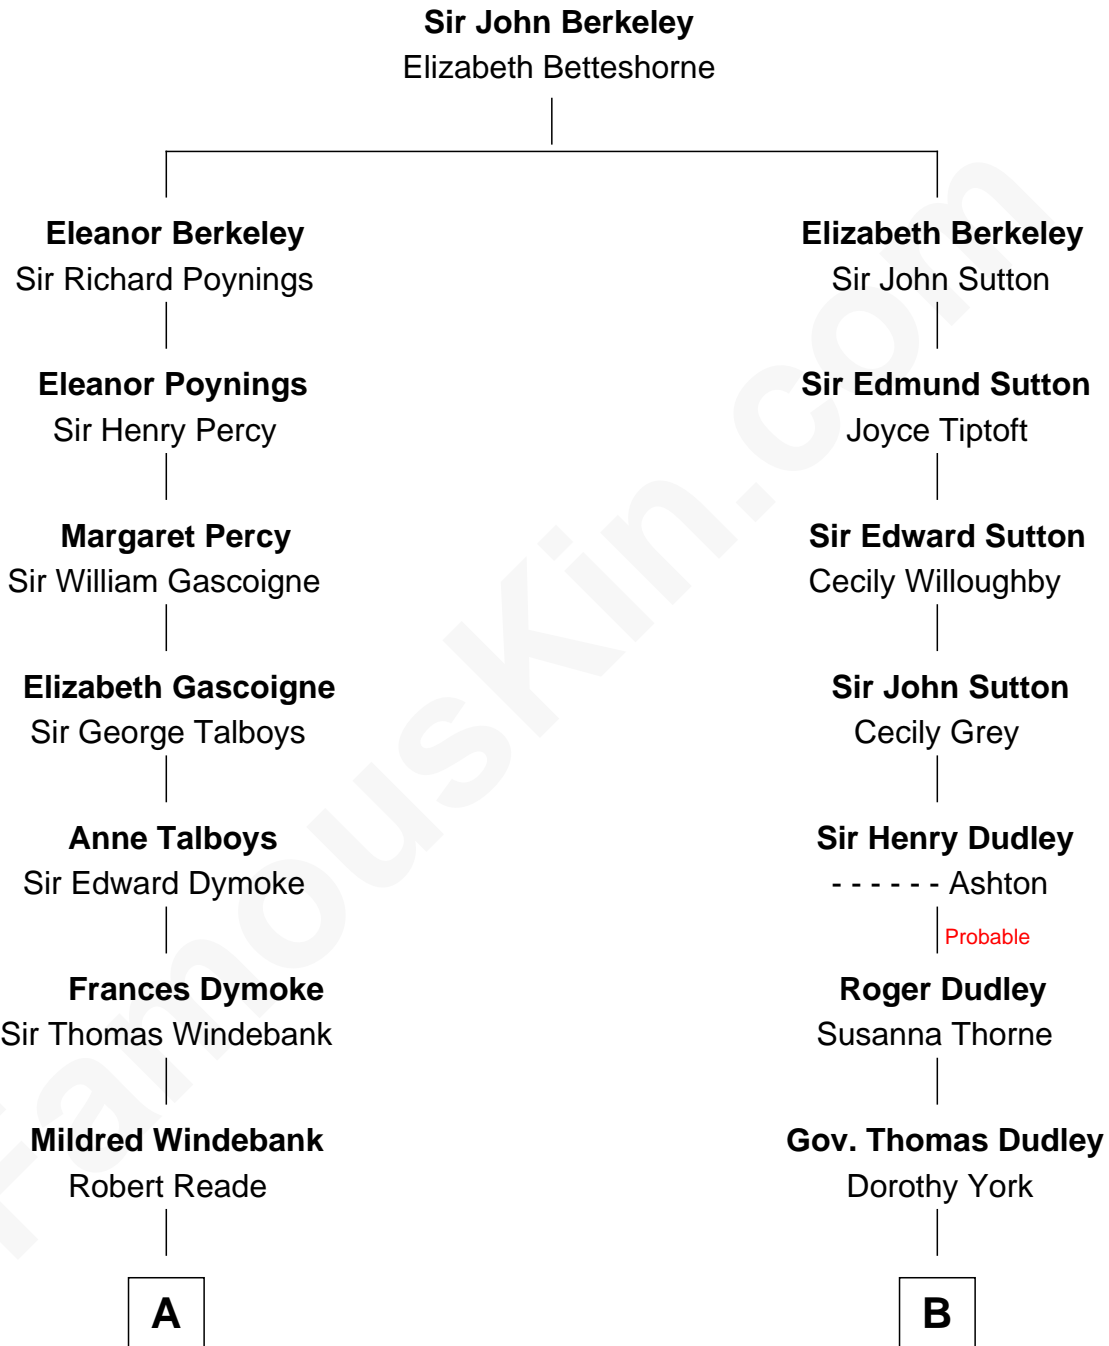 Sir John Berkeley
Elizabeth Betteshorne
Eleanor Berkeley
Sir Richard Poynings
Elizabeth Berkeley
Sir John Sutton
Eleanor Poynings
Sir Henry Percy
Sir Edmund Sutton
Joyce Tiptoft
Margaret Percy
Sir William Gascoigne
Sir Edward Sutton
Cecily Willoughby
Elizabeth Gascoigne
Sir George Talboys
Sir John Sutton
Cecily Grey
Anne Talboys
Sir Edward Dymoke
Sir Henry Dudley
- - - - - - Ashton
Probable
Frances Dymoke
Sir Thomas Windebank
Roger Dudley
Susanna Thorne
Mildred Windebank
Robert Reade
Gov. Thomas Dudley
Dorothy York
A
B
FamousKin.com